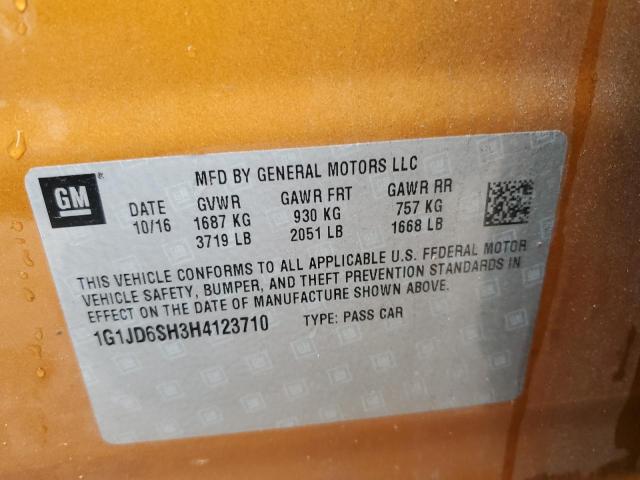 GM
MFD BY GENERAL MOTORS LLC
DATE GVWR GAWR FRT GAWR RR
10/16 1687 KG 930 KG 757 KG
3719 LB 2051 LB 1668 LB
THIS VEHICLE CONFORMS TO ALL APPLICABLE U.S. FFDERAL MOTOR
VEHICLE SAFETY, BUMPER, AND THEFT PREVENTION STANDARDS IN
EFFECT ON THE DATE OF MANUFACTURE SHOWN ABOVE.
1G1JD6SH3H4123710 TYPE: PASS CAR